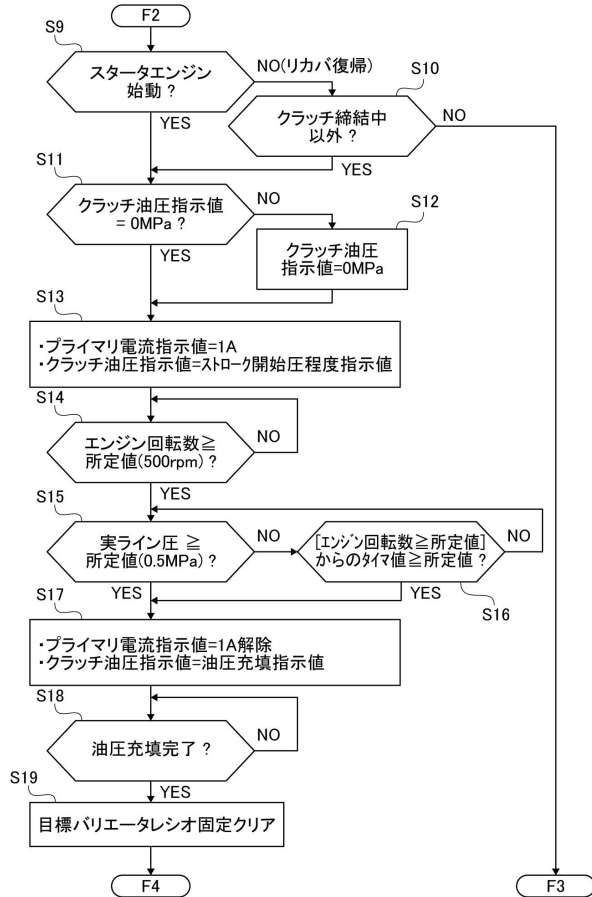 F2
S9
スタータエンジン
始動？
NO(リカバ復帰)
YES
S10
クラッチ締結中
以外？
NO
YES
S11
クラッチ油圧指示値
=0MPa？
NO
YES
S12
クラッチ油圧
指示値=0MPa
S13
・プライマリ電流指示値=1A
・クラッチ油圧指示値=ストローク開始圧程度指示値
S14
エンジン回転数≧
所定値(500rpm)？
NO
YES
S15
実ライン圧 ≧
所定値(0.5MPa)？
NO
YES
[エンジン回転数≧所定値]
からのタイマ値≧所定値？
NO
YES
S16
S17
・プライマリ電流指示値=1A解除
・クラッチ油圧指示値=油圧充填指示値
S18
油圧充填完了？
NO
YES
S19
目標バリエータレシオ固定クリア
F4
F3